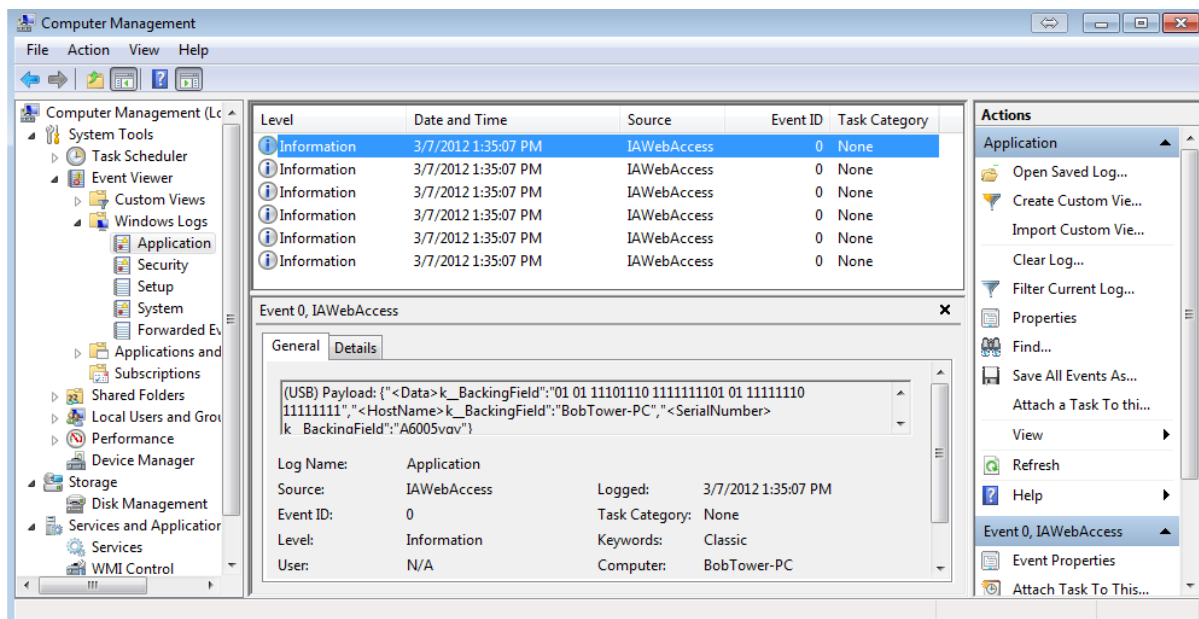 Computer Management
File Action View Help
Computer Management (Lc
System Tools
Task Scheduler
Event Viewer
Custom Views
Windows Logs
Application
Security
Setup
System
Forwarded Ev
Applications and
Subscriptions
Shared Folders
Local Users and Grou
Performance
Device Manager
Storage
Disk Management
Services and Application
Services
WMI Control
Level Date and Time Source Event ID Task Category
Information 3/7/2012 1:35:07 PM IAWebAccess 0 None
Information 3/7/2012 1:35:07 PM IAWebAccess 0 None
Information 3/7/2012 1:35:07 PM IAWebAccess 0 None
Information 3/7/2012 1:35:07 PM IAWebAccess 0 None
Information 3/7/2012 1:35:07 PM IAWebAccess 0 None
Information 3/7/2012 1:35:07 PM IAWebAccess 0 None
Event 0, IAWebAccess
General Details
(USB) Payload: {"<Data>k__BackingField":"01 01 11101110 1111111101 01 11111110
11111111","<HostName>k__BackingField":"BobTower-PC","<SerialNumber>
k__BackingField":"A6005vgv"}
Log Name: Application
Source: IAWebAccess Logged: 3/7/2012 1:35:07 PM
Event ID: 0 Task Category: None
Level: Information Keywords: Classic
User: N/A Computer: BobTower-PC
Actions
Application
Open Saved Log...
Create Custom Vie...
Import Custom Vie...
Clear Log...
Filter Current Log...
Properties
Find...
Save All Events As...
Attach a Task To thi...
View
Refresh
Help
Event 0, IAWebAccess
Event Properties
Attach Task To This...